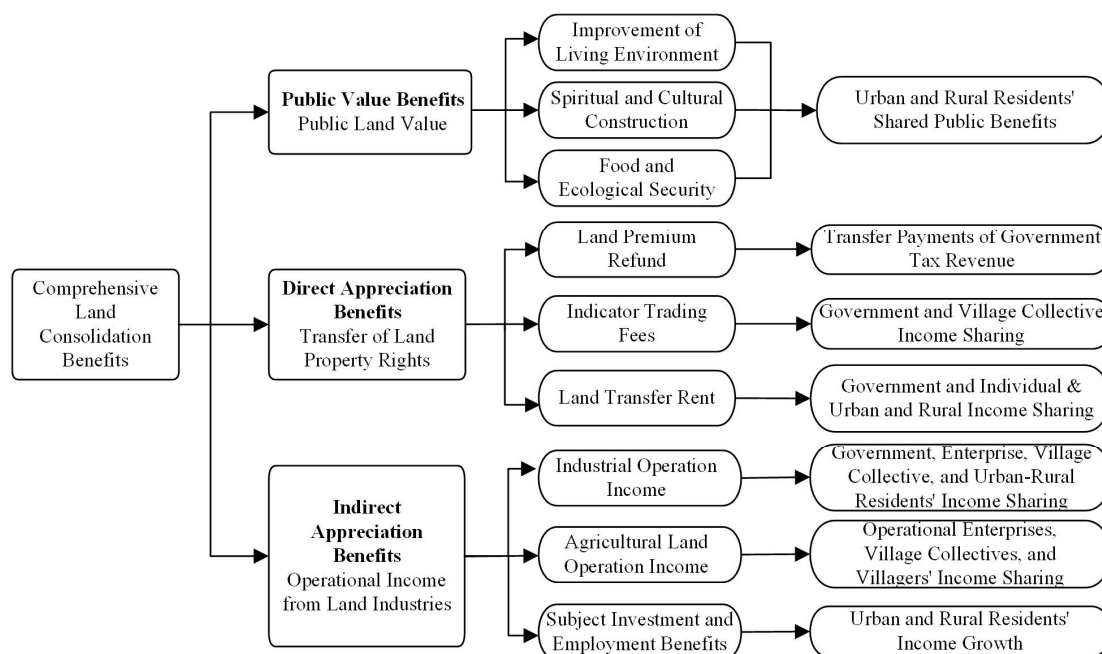 Comprehensive
Land
Consolidation
Benefits
Public Value Benefits
Public Land Value
Direct Appreciation
Benefits
Transfer of Land
Property Rights
Indirect
Appreciation
Benefits
Operational Income
from Land Industries
Improvement of
Living Environment
Spiritual and Cultural
Construction
Food and
Ecological Security
Land Premium
Refund
Indicator Trading
Fees
Land Transfer Rent
Industrial Operation
Income
Agricultural Land
Operation Income
Subject Investment and
Employment Benefits
Urban and Rural Residents'
Shared Public Benefits
Transfer Payments of Government
Tax Revenue
Government and Village Collective
Income Sharing
Government and Individual &
Urban and Rural Income Sharing
Government, Enterprise, Village
Collective, and Urban-Rural
Residents' Income Sharing
Operational Enterprises,
Village Collectives, and
Villagers' Income Sharing
Urban and Rural Residents'
Income Growth